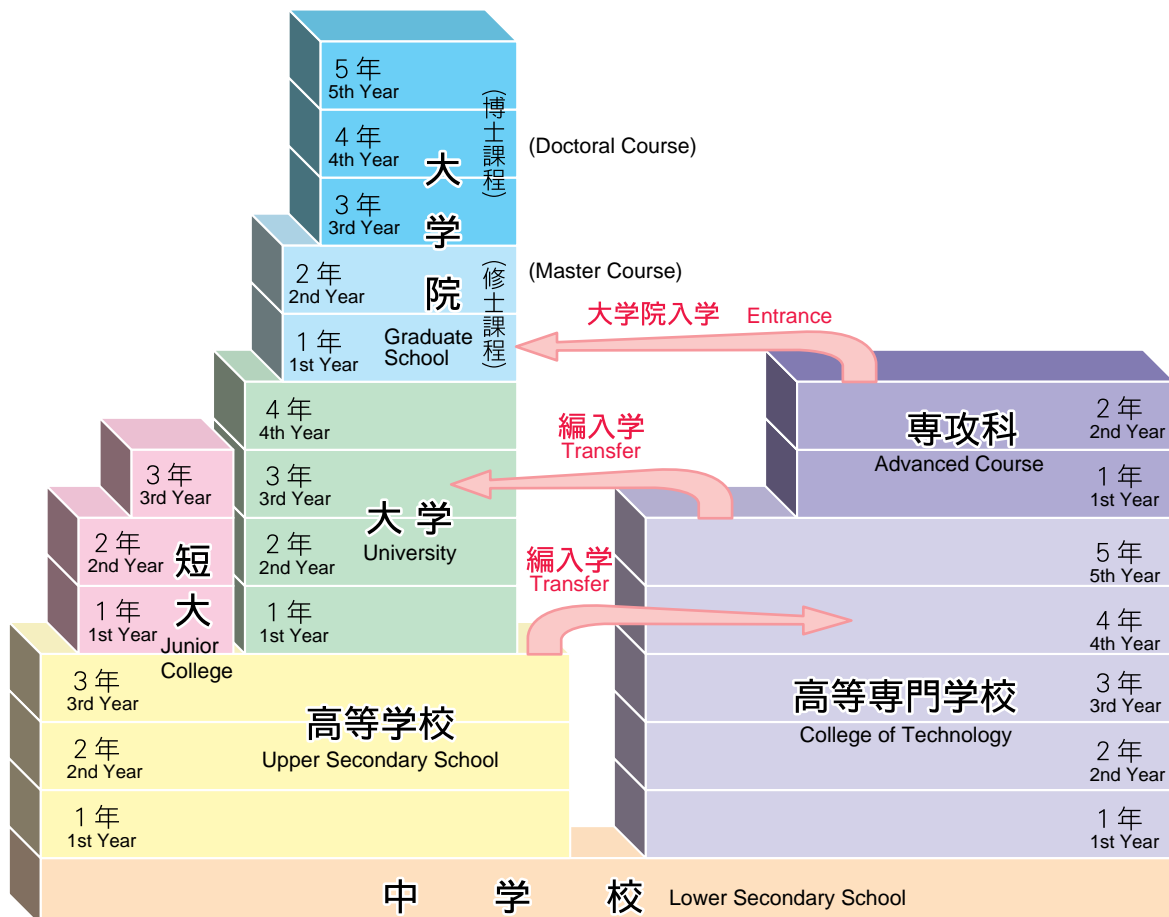 5 年
5th Year
4 年
4th Year
3 年
3rd Year
大学院
(博士課程)
(Doctoral Course)
2 年
2nd Year
1 年
1st Year
Graduate
School
(修士課程)
(Master Course)
大学院入学 Entrance
4 年
4th Year
3 年
3rd Year
2 年
2nd Year
1 年
1st Year
大 学
University
編入学
Transfer
編入学
Transfer
3 年
3rd Year
2 年
2nd Year
1 年
1st Year
短大
Junior
College
専攻科
Advanced Course
2 年
2nd Year
1 年
1st Year
5 年
5th Year
4 年
4th Year
3 年
3rd Year
2 年
2nd Year
1 年
1st Year
高等専門学校
College of Technology
3 年
3rd Year
2 年
2nd Year
1 年
1st Year
高等学校
Upper Secondary School
中 学 校 Lower Secondary School